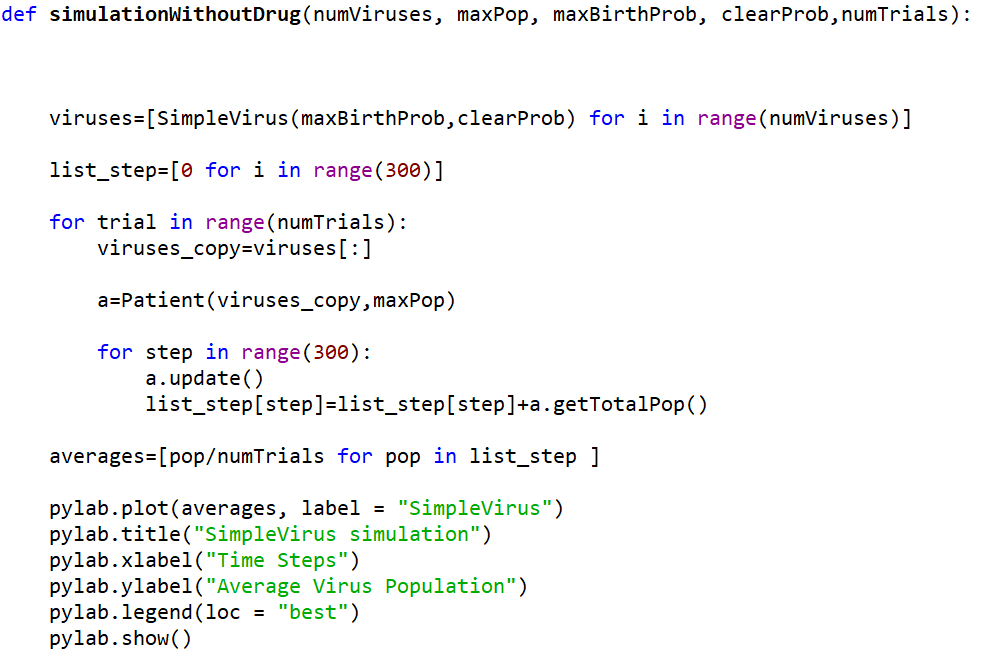 def simulationWithoutDrug(numViruses, maxPop, maxBirthProb, clearProb,numTrials):
viruses=[SimpleVirus(maxBirthProb,clearProb) for i in range(numViruses)]
list_step=[0 for i in range(300)]
for trial in range(numTrials):
viruses_copy=viruses[:]
a=Patient(viruses_copy,maxPop)
for step in range(300):
a.update()
list_step[step]=list_step[step]+a.getTotalPop()
averages=[pop/numTrials for pop in list_step ]
pylab.plot(averages, label = "SimpleVirus")
pylab.title("SimpleVirus simulation")
pylab.xlabel("Time Steps")
pylab.ylabel("Average Virus Population")
pylab.legend(loc = "best")
pylab.show()